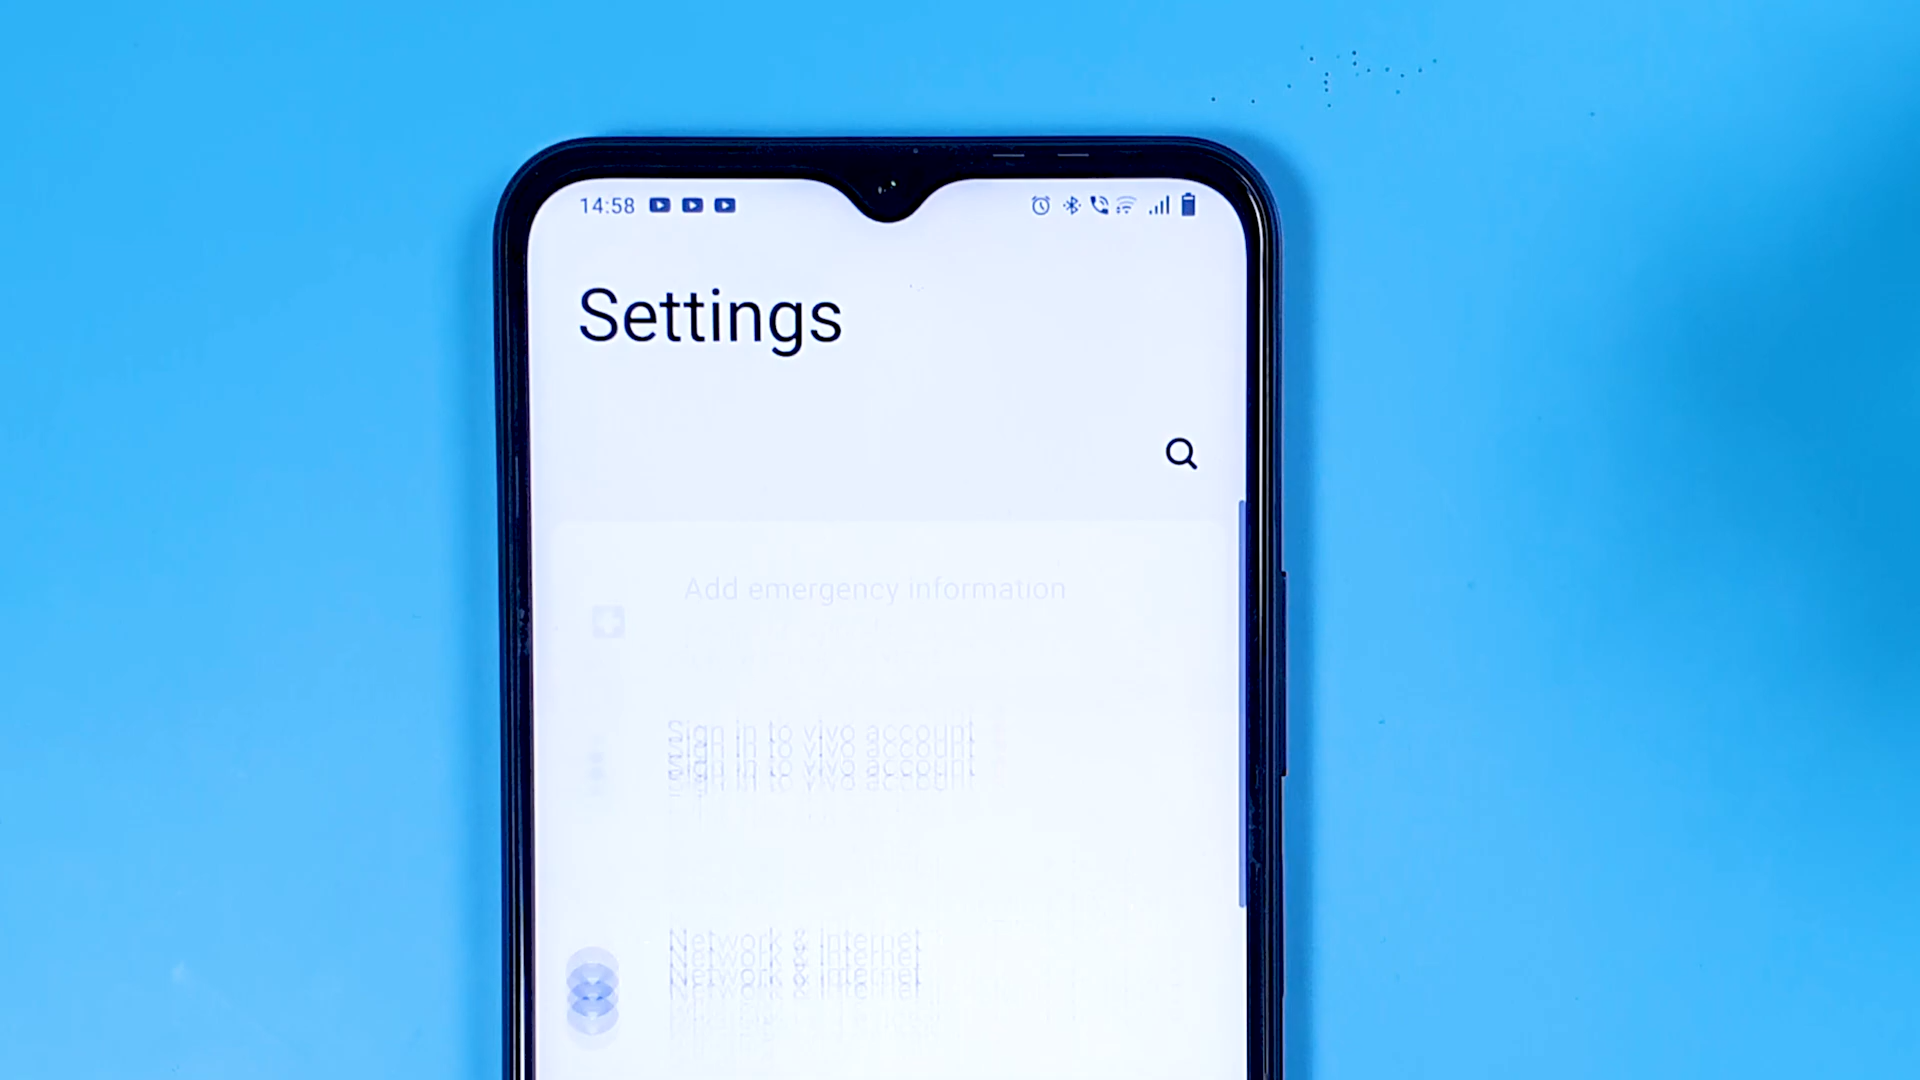 14:58
Settings
Add emergency information
Sign in to vivo account
Network & internet